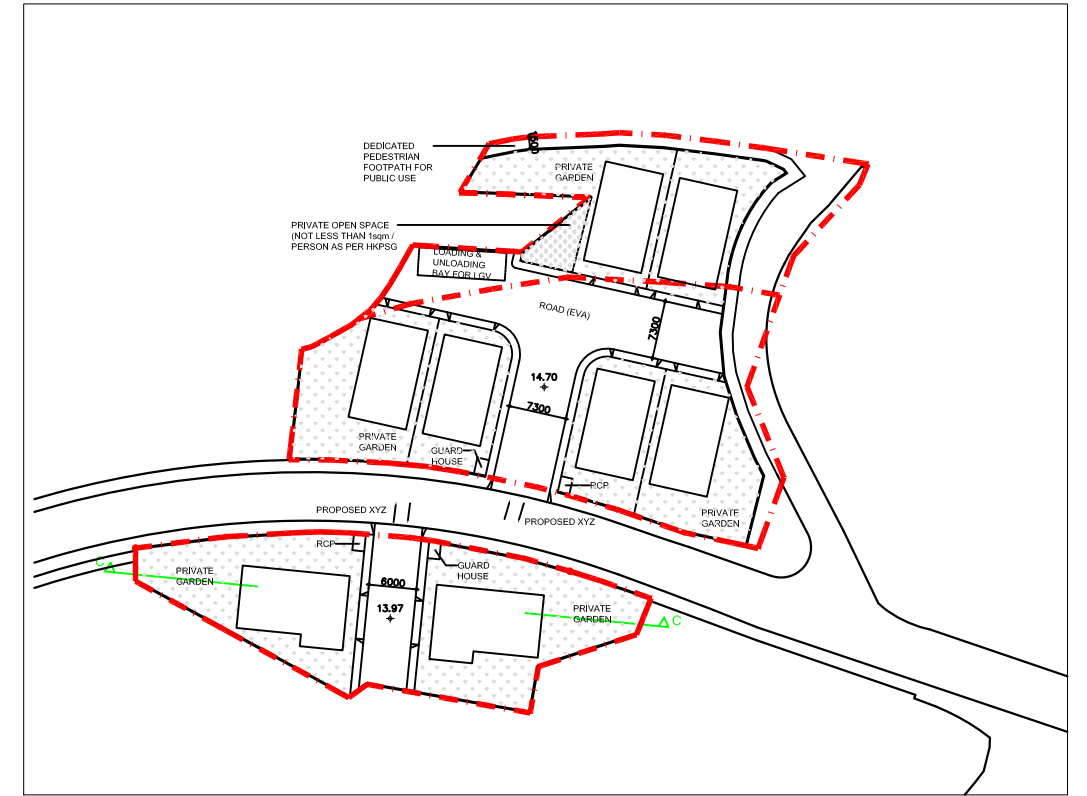 DEDICATED
PEDESTRIAN
FOOTPATH FOR
PUBLIC USE
1500
PRIVATE
GARDEN
PRIVATE OPEN SPACE
(NOT LESS THAN 1sqm /
PERSON AS PER HKPSG
LOADING &
UNLOADING
BAY FOR LGV
ROAD (EVA)
7300
14.70
7300
PRIVATE
GARDEN
GUARD
HOUSE
RCP
PRIVATE
GARDEN
PROPOSED XYZ
PROPOSED XYZ
RCP
GUARD
HOUSE
C
PRIVATE
GARDEN
6000
13.97
PRIVATE
GARDEN
C